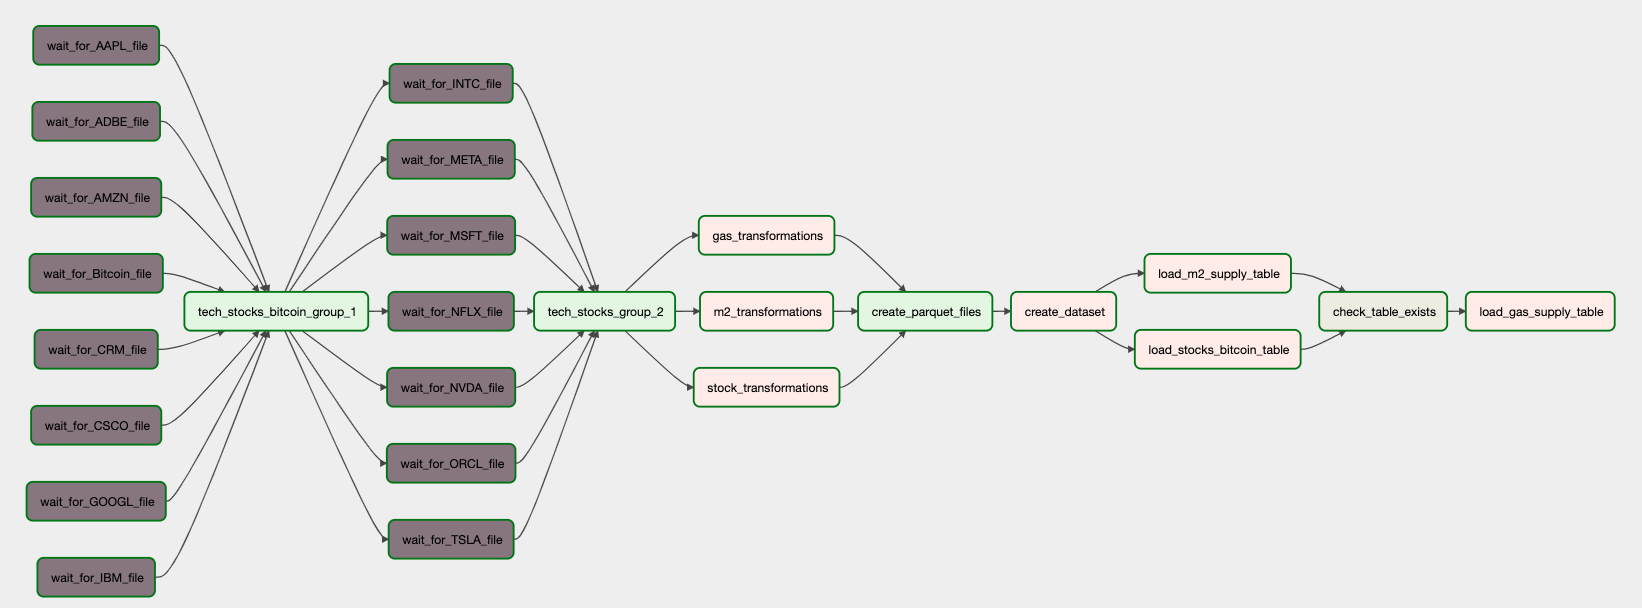 wait_for_AAPL_file
wait_for_ADBE_file
wait_for_AMZN_file
wait_for_Bitcoin_file
wait_for_CRM_file
wait_for_CSCO_file
wait_for_GOOGL_file
wait_for_IBM_file
tech_stocks_bitcoin_group_1
wait_for_INTC_file
wait_for_META_file
wait_for_MSFT_file
wait_for_NFLX_file
wait_for_NVDA_file
wait_for_ORCL_file
wait_for_TSLA_file
tech_stocks_group_2
gas_transformations
m2_transformations
stock_transformations
create_parquet_files
create_dataset
load_m2_supply_table
load_stocks_bitcoin_table
check_table_exists
load_gas_supply_table